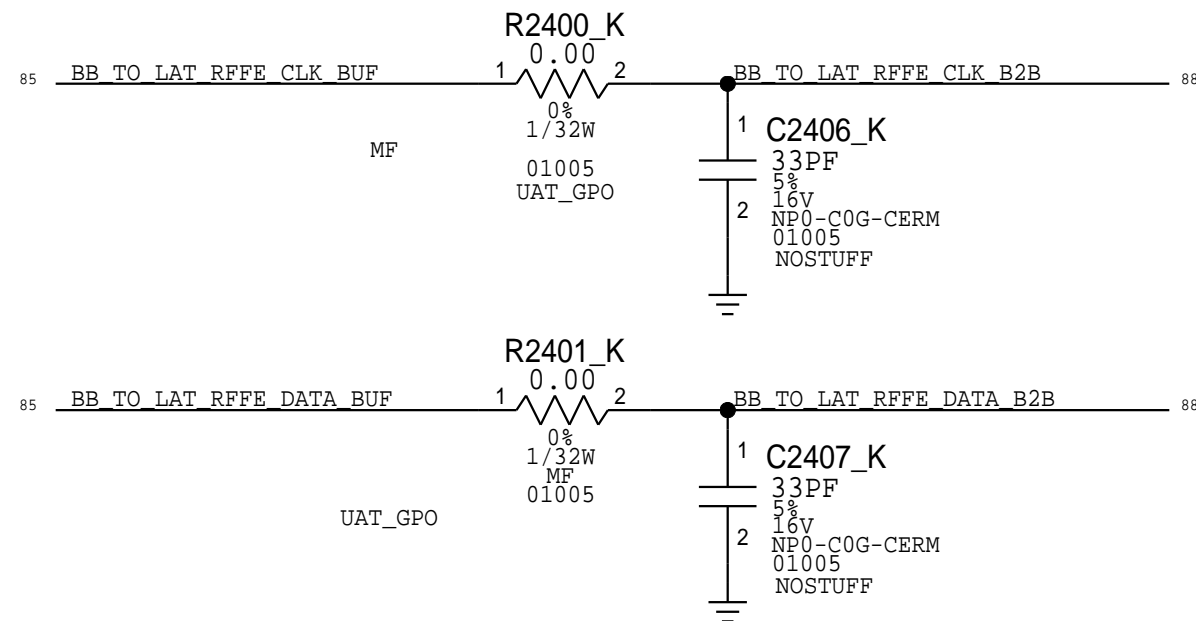 R2400_K
0.00
85 BB_TO_LAT_RFFE_CLK_BUF 1 2 BB_TO_LAT_RFFE_CLK_B2B 88
0%
1/32W
MF
01005
UAT_GPO
1 C2406_K
33PF
5%
16V
2 NP0-C0G-CERM
01005
NOSTUFF
R2401_K
0.00
85 BB_TO_LAT_RFFE_DATA_BUF 1 2 BB_TO_LAT_RFFE_DATA_B2B 88
0%
1/32W
MF
01005
UAT_GPO
1 C2407_K
33PF
5%
16V
2 NP0-C0G-CERM
01005
NOSTUFF